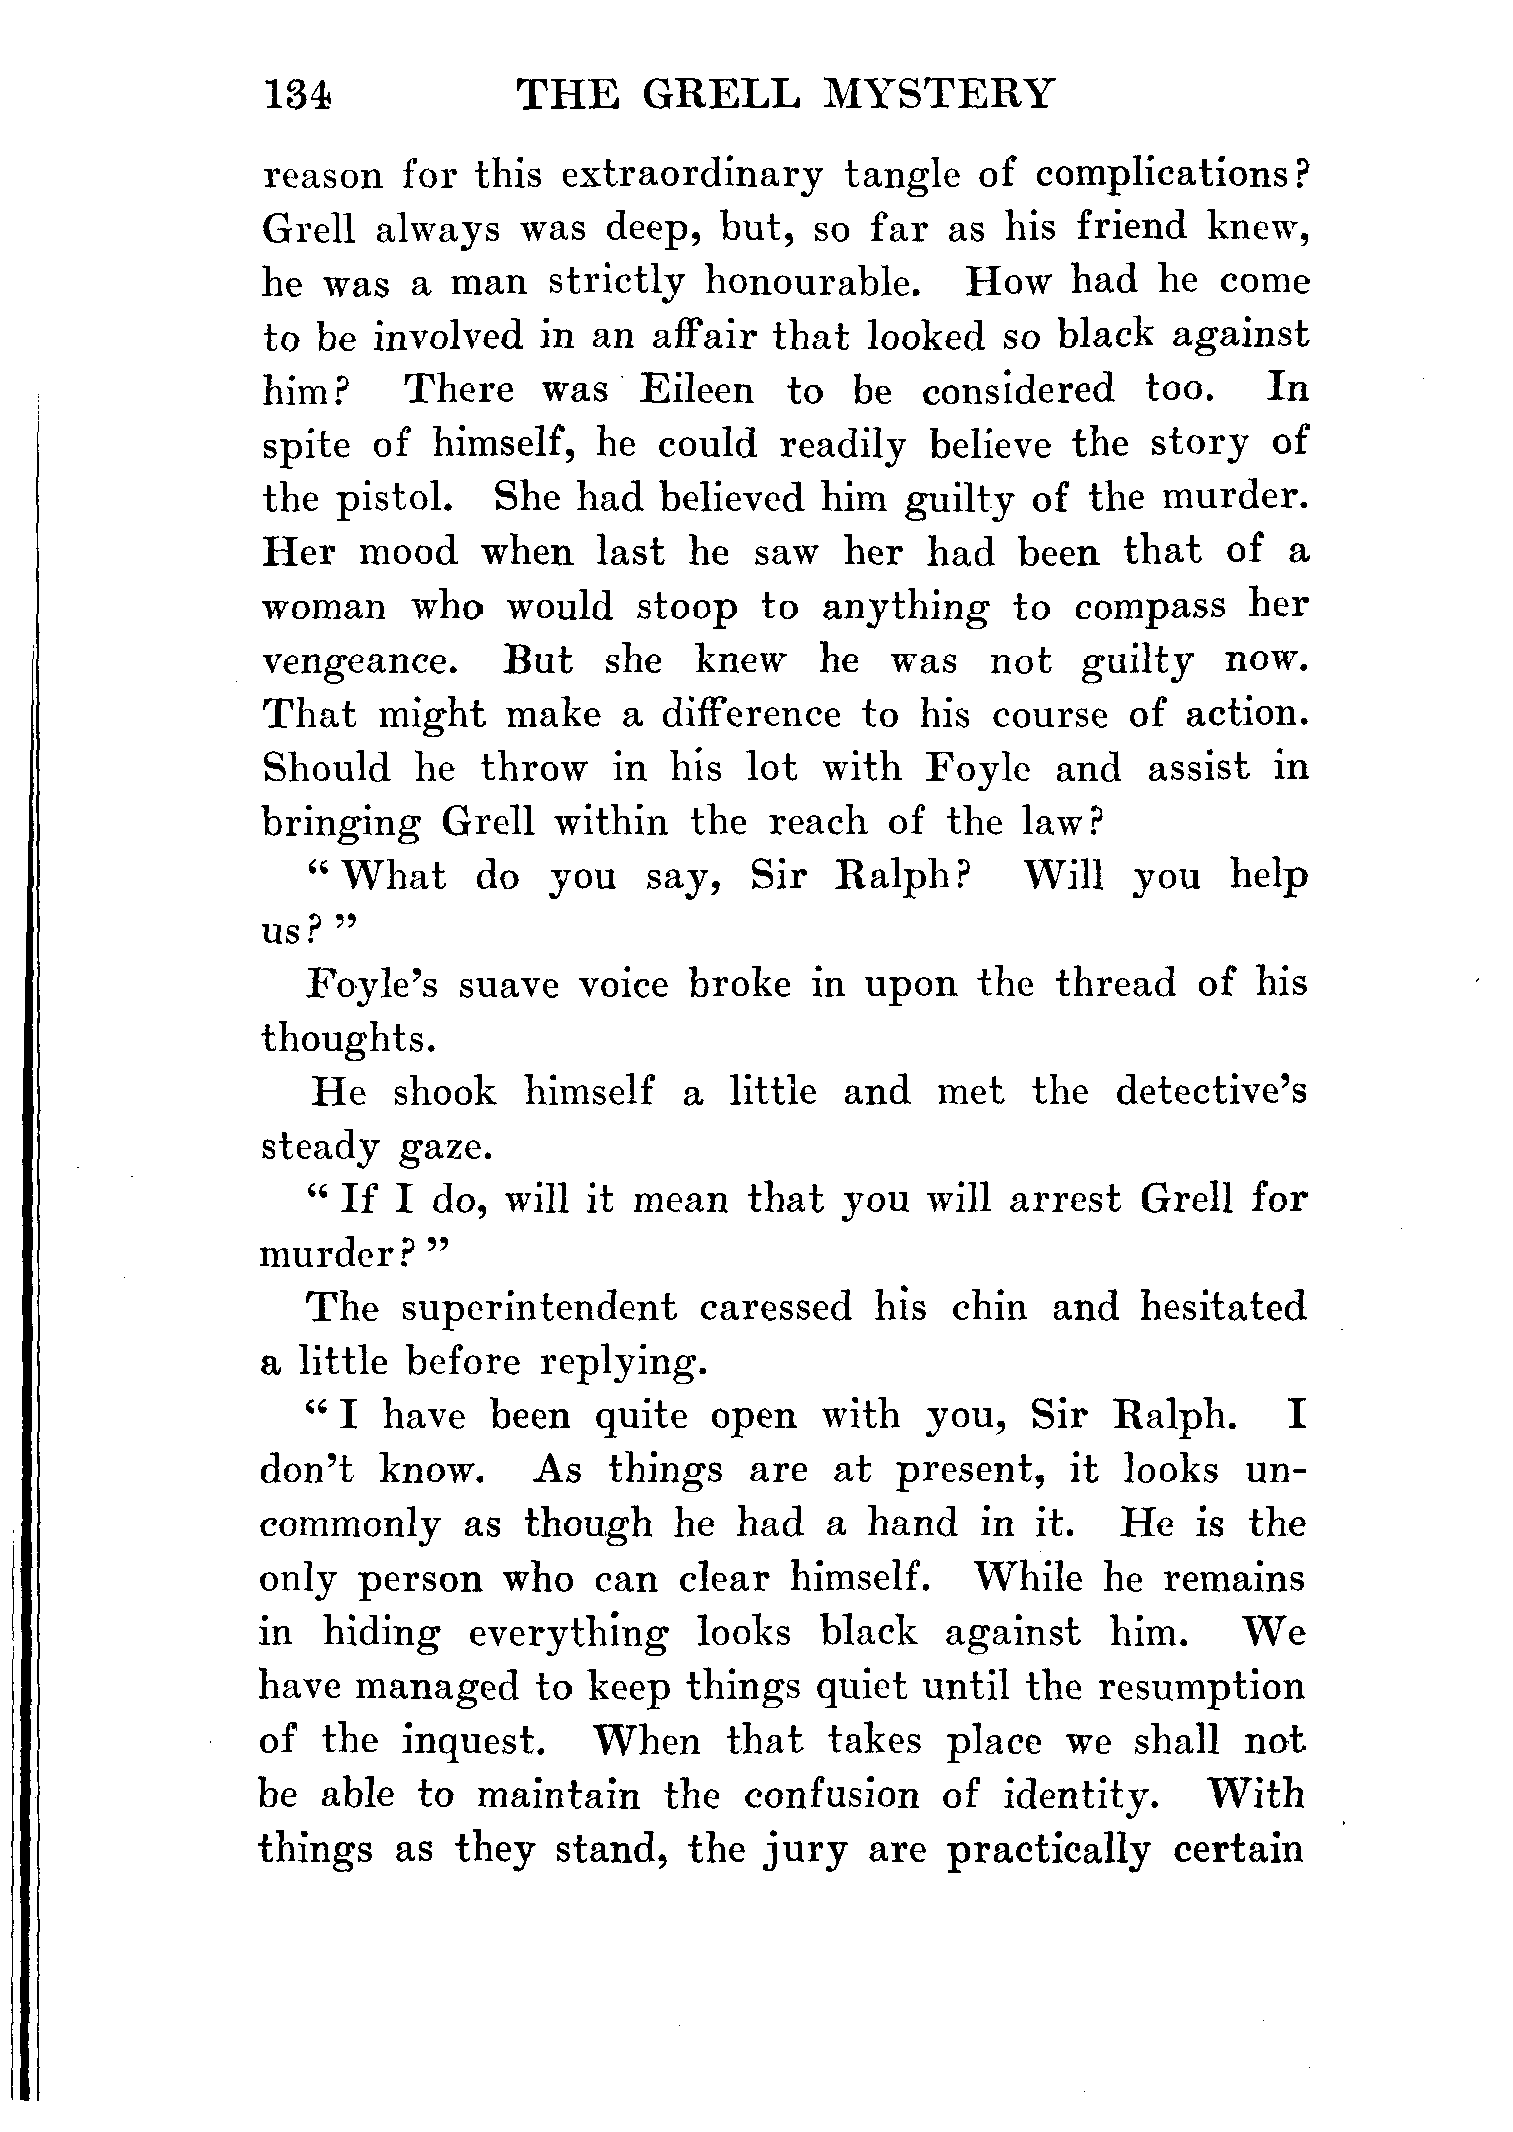 134 THE GRELL MYSTERY
reason for this extraordinary tangle of complications?
Grell always was deep, but, so far as his friend knew,
he was a man strictly honourable. How had he come
to be involved in an affair that looked so black against
him? There was Eileen to be considered too. In
spite of himself, he could readily believe the story of
the pistol. She had believed him guilty of the murder.
Her mood when last he saw her had been that of a
woman who would stoop to anything to compass her
vengeance. But she knew he was not guilty now.
That might make a difference to his course of action.
Should he throw in his lot with Foyle and assist in
bringing Grell within the reach of the law?
“ What do you say, Sir Ralph? Will you help
us? ”
Foyle’s suave voice broke in upon the thread of his
thoughts.
He shook himself a little and met the detective’s
steady gaze.
“ If I do, will it mean that you will arrest Grell for
murder? ”
The superintendent caressed his chin and hesitated
a little before replying.
“ I have been quite open with you, Sir Ralph. I
don’t know. As things are at present, it looks un-
commonly as though he had a hand in it. He is the
only person who can clear himself. While he remains
in hiding everything looks black against him. We
have managed to keep things quiet until the resumption
of the inquest. When that takes place we shall not
be able to maintain the confusion of identity. With
things as they stand, the jury are practically certain